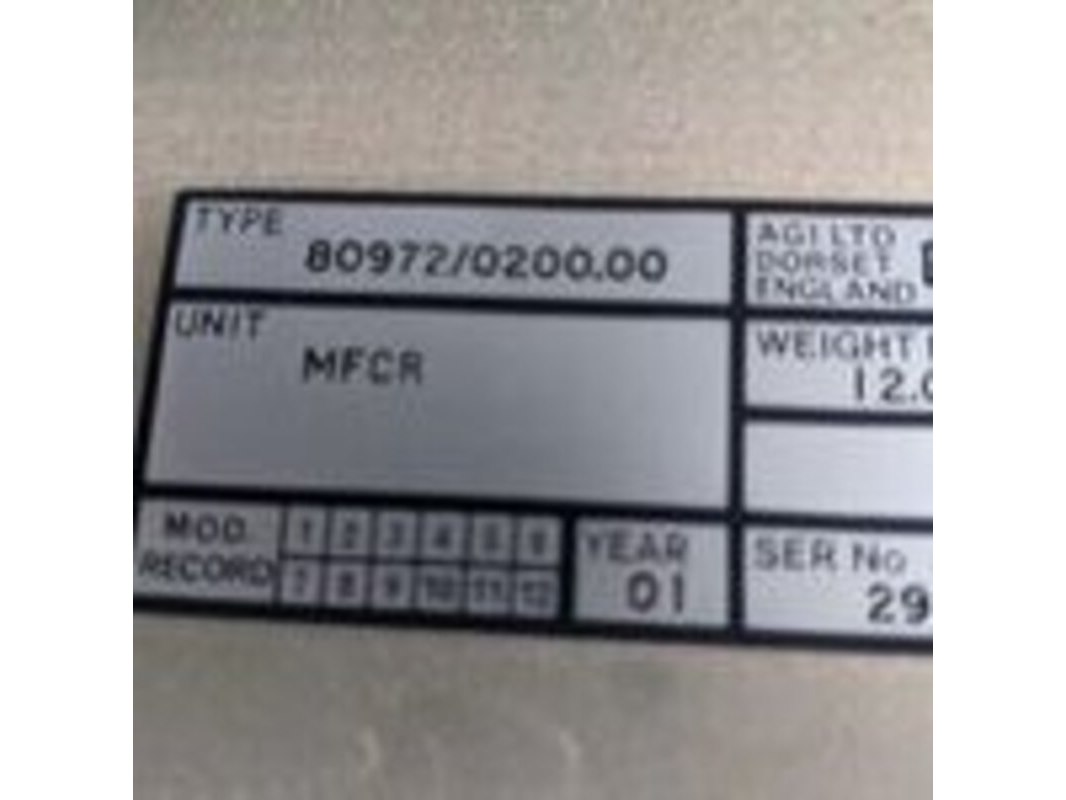 TYPE
80972/0200.00
AGI LTD
DORSET
ENGLAND
UNIT
MFCR
WEIGHT
12.0
MOD.
RECORD
1 2 3 4 5 6
7 8 9 10 11 12
YEAR
01
SER No
29